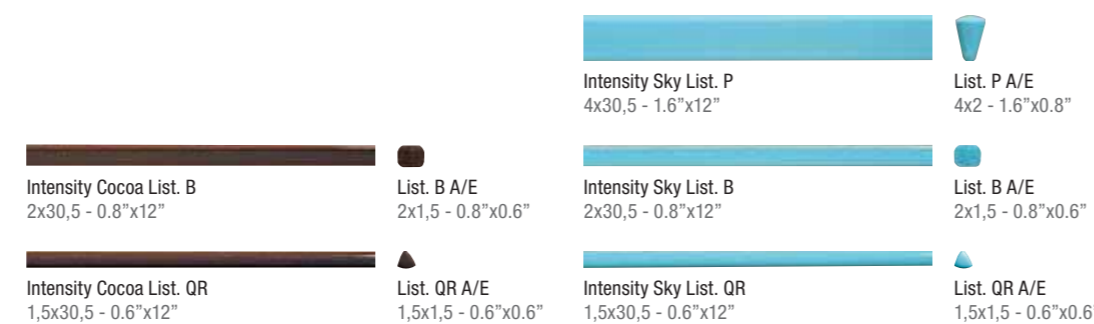 Intensity Sky List. P
4x30,5 - 1.6”x12”
List. P A/E
4x2 - 1.6”x0.8”
Intensity Cocoa List. B
2x30,5 - 0.8”x12”
List. B A/E
2x1,5 - 0.8”x0.6”
Intensity Sky List. B
2x30,5 - 0.8”x12”
List. B A/E
2x1,5 - 0.8”x0.6”
Intensity Cocoa List. QR
1,5x30,5 - 0.6”x12”
List. QR A/E
1,5x1,5 - 0.6”x0.6”
Intensity Sky List. QR
1,5x30,5 - 0.6”x12”
List. QR A/E
1,5x1,5 - 0.6”x0.6